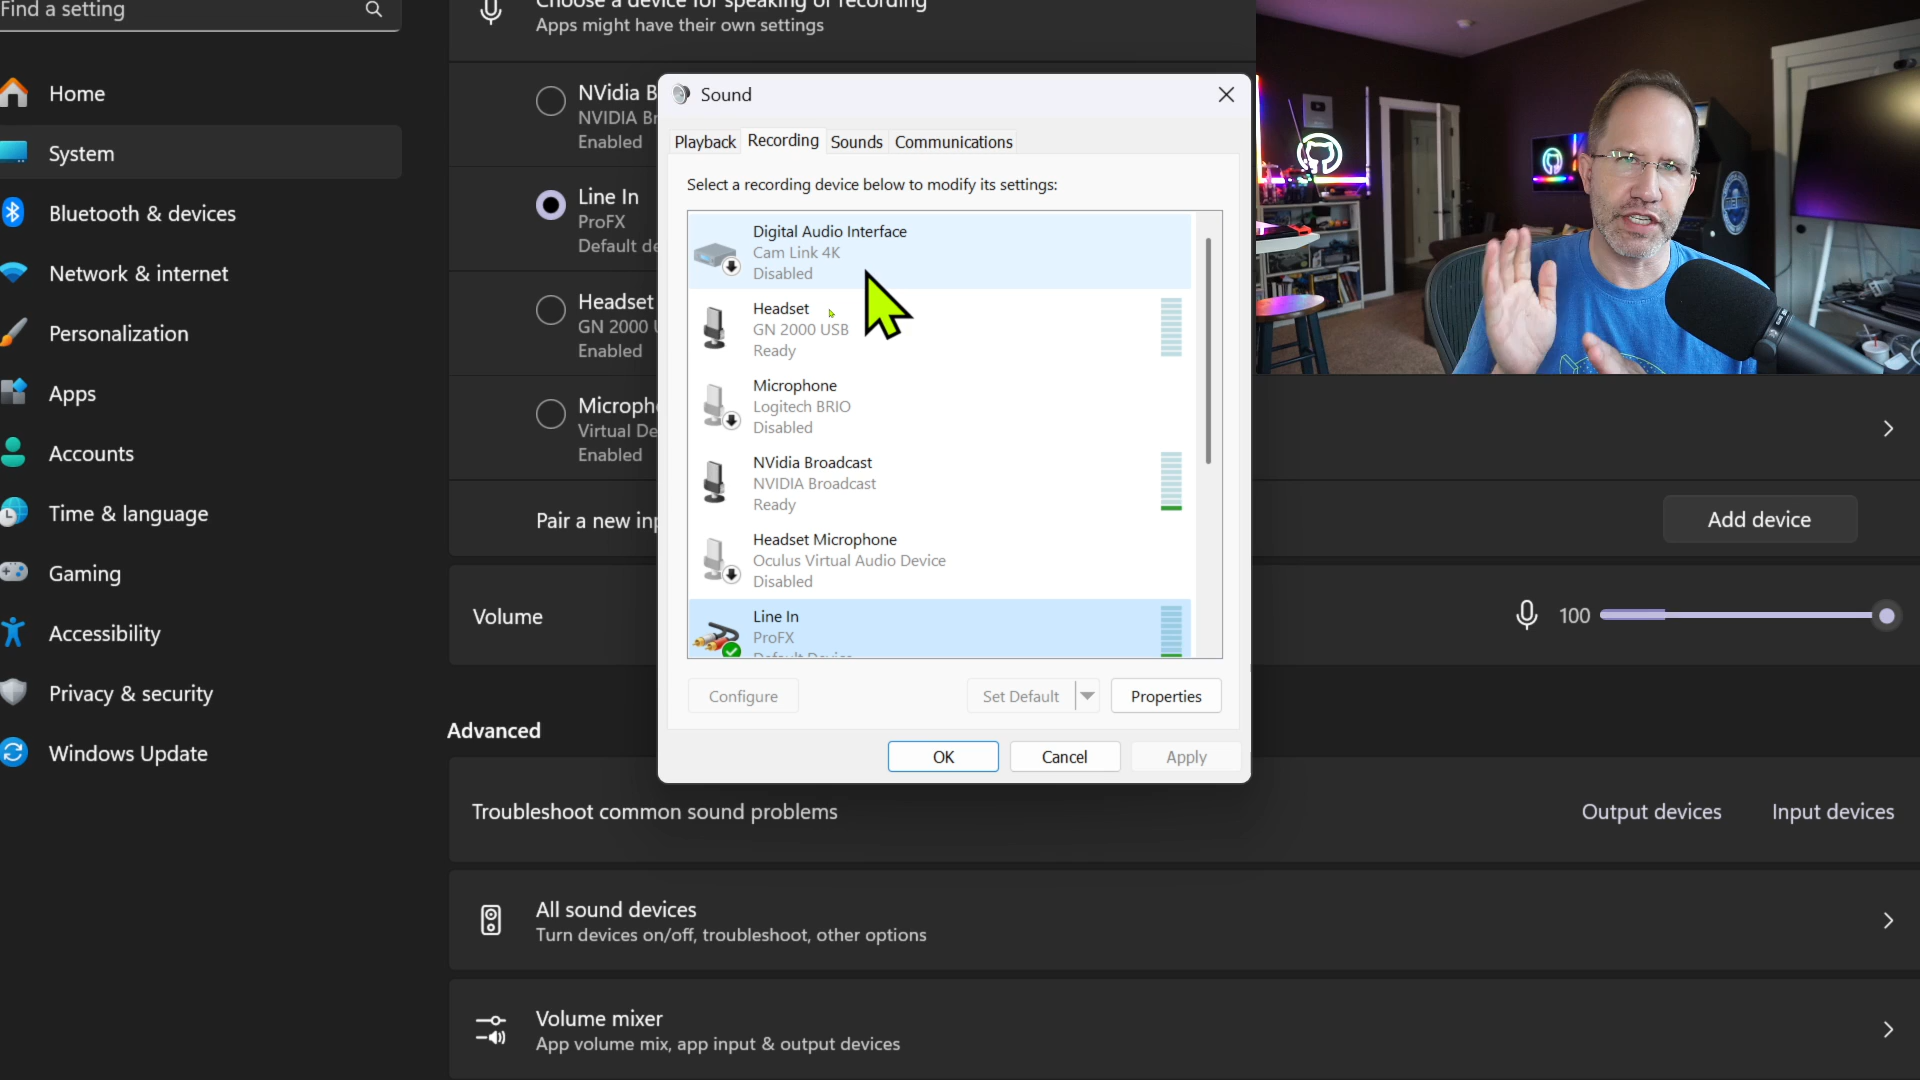 Find a setting
Home
System
Bluetooth & devices
Network & internet
Personalization
Apps
Accounts
Time & language
Gaming
Accessibility
Privacy & security
Windows Update
Choose a device for speaking or recording
Apps might have their own settings
NVidia B
NVIDIA Br
Enabled
Line In
ProFX
Default de
Headset
GN 2000 U
Enabled
Microph
Virtual De
Enabled
Pair a new inp
Add device
Volume
100
Advanced
Troubleshoot common sound problems
Output devices
Input devices
All sound devices
Turn devices on/off, troubleshoot, other options
Volume mixer
App volume mix, app input & output devices
Sound
Playback Recording Sounds Communications
Select a recording device below to modify its settings:
Digital Audio Interface
Cam Link 4K
Disabled
Headset
GN 2000 USB
Ready
Microphone
Logitech BRIO
Disabled
NVidia Broadcast
NVIDIA Broadcast
Ready
Headset Microphone
Oculus Virtual Audio Device
Disabled
Line In
ProFX
Default Device
Configure
Set Default
Properties
OK
Cancel
Apply